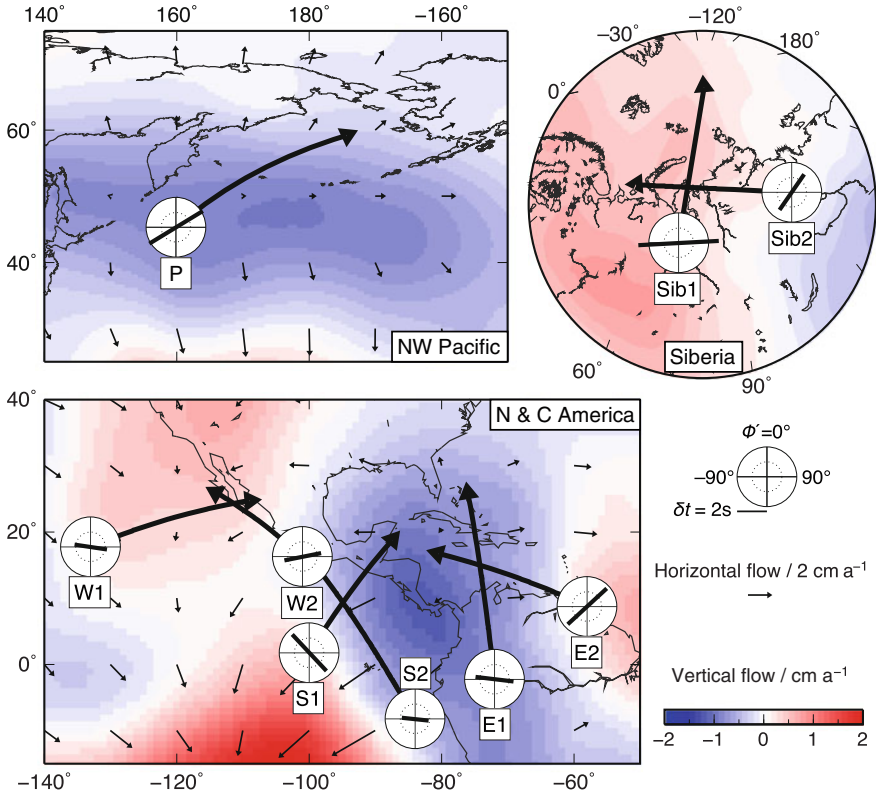 140° 160° 180° −160°
60°
40°
P
NW Pacific
−30° −120°
0° 180°
Sib1
Sib2
Siberia
60° 90°
40°
20°
0°
N & C America
W1
W2
S1
S2
E1
E2
−140° −120° −100° −80° −60°
Φ′=0°
−90° 90°
δt = 2s
Horizontal flow / 2 cm a⁻¹
Vertical flow / cm a⁻¹
−2 −1 0 1 2